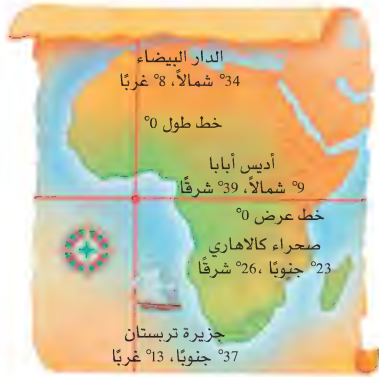 الدار البيضاء
34° شمالاً، 8° غربًا
خط طول 0°
أديس أبابا
9° شمالاً، 39° شرقًا
خط عرض 0°
صحراء كالاهاري
23° جنوبًا، 26° شرقًا
جزيرة تربستان
37° جنوبًا، 13° غربًا